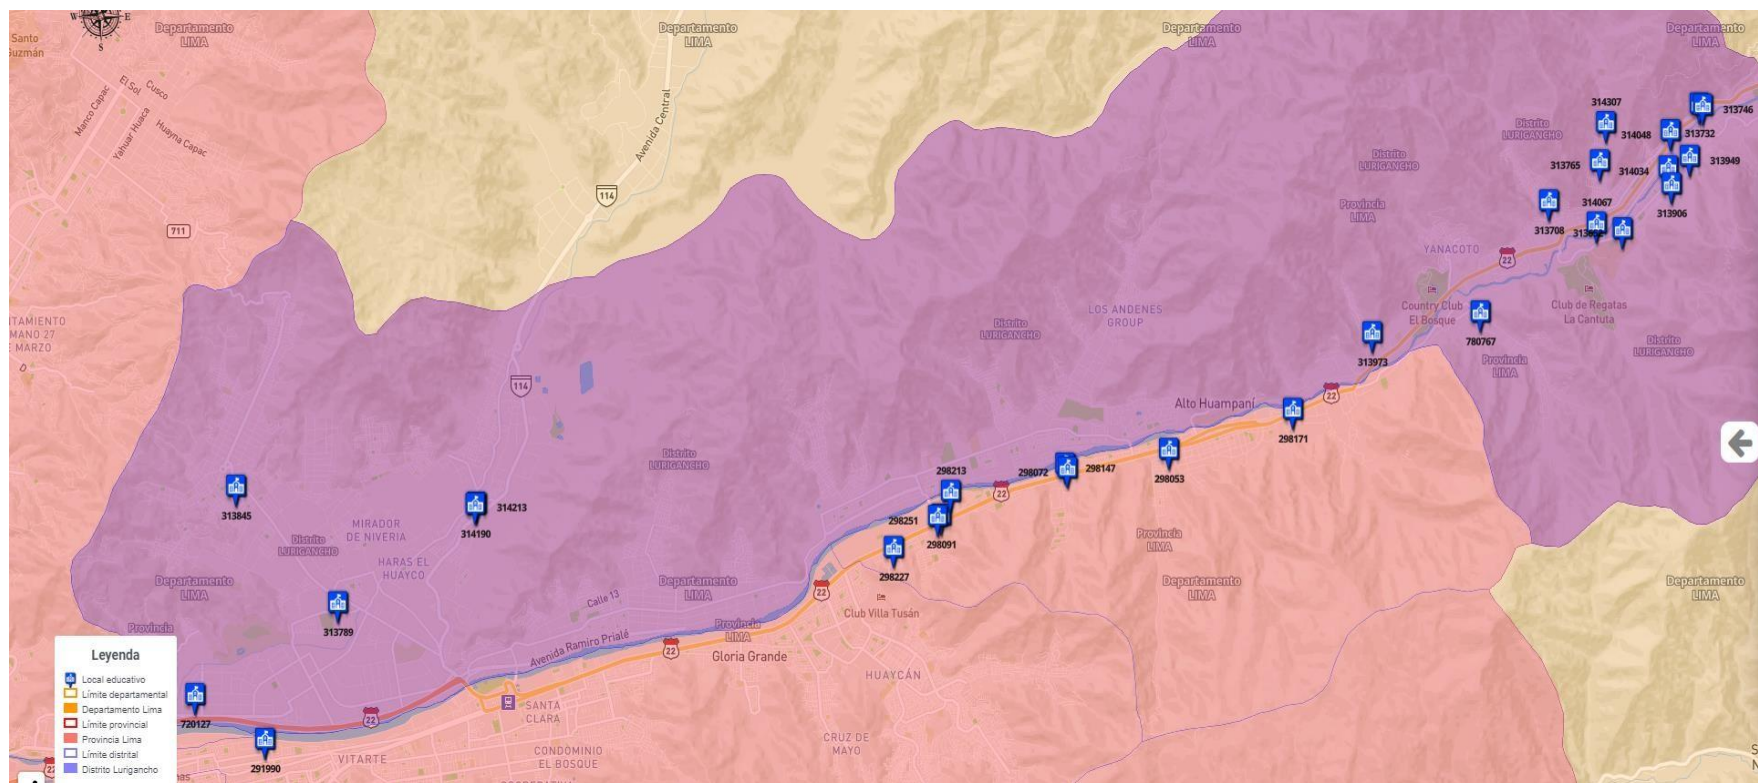 W E
S
Santo
Guzmán
Departamento
LIMA
Departamento
LIMA
Departamento
LIMA
Departamento
LIMA
El Sol
Cusco
Manco Capac
Yahuar Huaca
Huayna Capac
Avenida Central
114
711
314307
Distrito
LURIGANCHO
314048
313732
313746
Distrito
LURIGANCHO
313765
314034
313949
Provincia
LIMA
314067
313906
313708
YANACOTO
22
NTAMIENTO
MANO 27
E MARZO
LOS ANDENES
GROUP
Country Club
El Bosque
Club de Regatas
La Cantuta
Distrito
LURIGANCHO
780767
Distrito
LURIGANCHO
313973
Provincia
LIMA
114
22
Alto Huampaní
298171
Distrito
LURIGANCHO
298213
298072
298147
298053
22
313845
314213
314190
298251
298091
MIRADOR
DE NIVERIA
Distrito
LURIGANCHO
HARAS EL
HUAYCO
Provincia
LIMA
298227
Departamento
LIMA
Departamento
LIMA
Departamento
LIMA
Departamento
LIMA
22
Calle 13
Club Villa Tusán
313789
Provincia
Provincia
LIMA
Avenida Ramiro Prialé
22
Gloria Grande
HUAYCÁN
720127
22
SANTA
CLARA
291990
VITARTE
CONDOMINIO
EL BOSQUE
CRUZ DE
MAYO
22
Leyenda
Local educativo
Límite departamental
Departamento Lima
Límite provincial
Provincia Lima
Límite distrital
Distrito Lurigancho